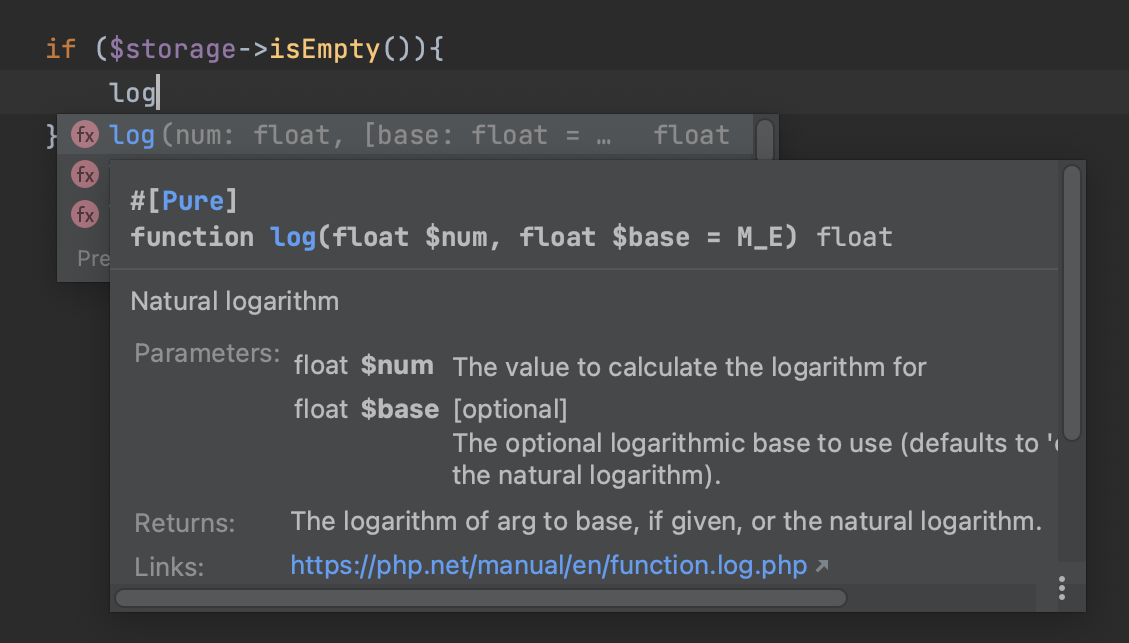 if ($storage->isEmpty()){
log
}
fx log(num: float, [base: float = … float
fx
fx
Pre
#[Pure]
function log(float $num, float $base = M_E) float
Natural logarithm
Parameters: float $num The value to calculate the logarithm for
float $base [optional]
The optional logarithmic base to use (defaults to '
the natural logarithm).
Returns: The logarithm of arg to base, if given, or the natural logarithm.
Links: https://php.net/manual/en/function.log.php